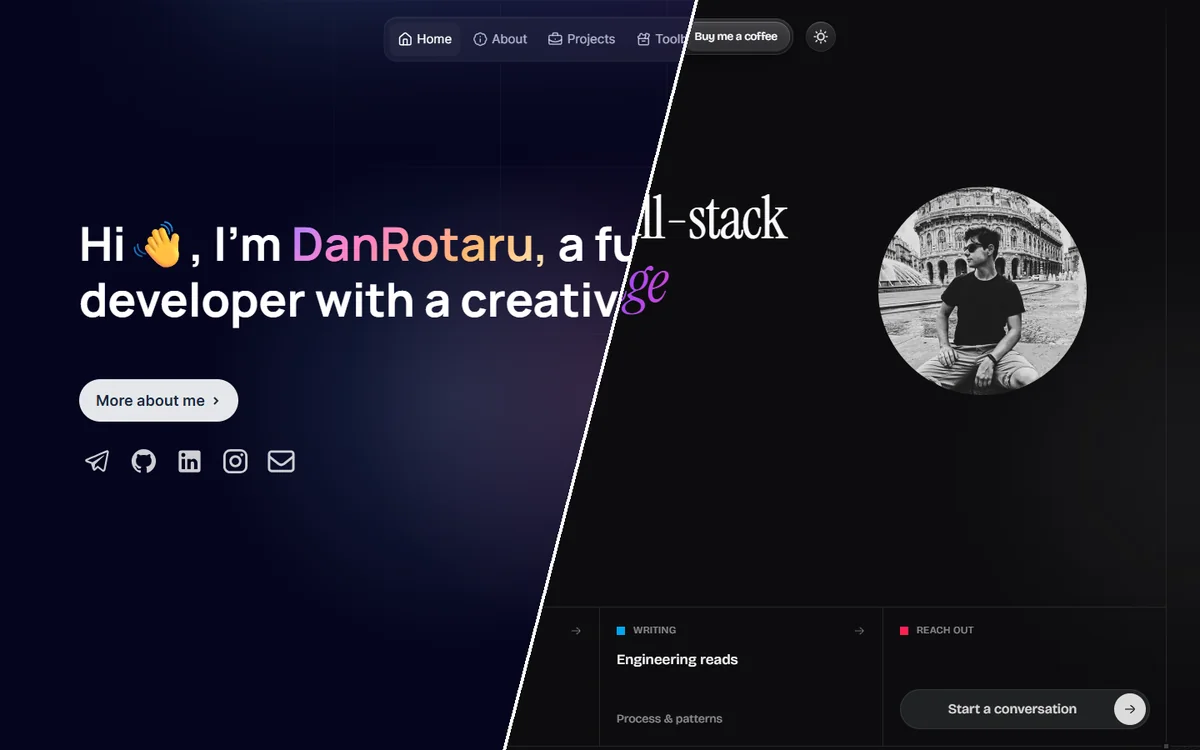 Home
About
Projects
Toolb
Buy me a coffee
Hi 👋, I’m DanRotaru, a fu
developer with a creativ
ll-stack
ge
More about me ›
WRITING
Engineering reads
Process & patterns
REACH OUT
Start a conversation